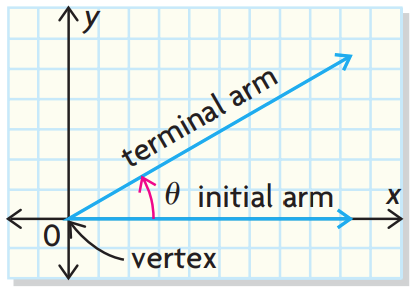 y
terminal arm
θ initial arm
x
0
vertex